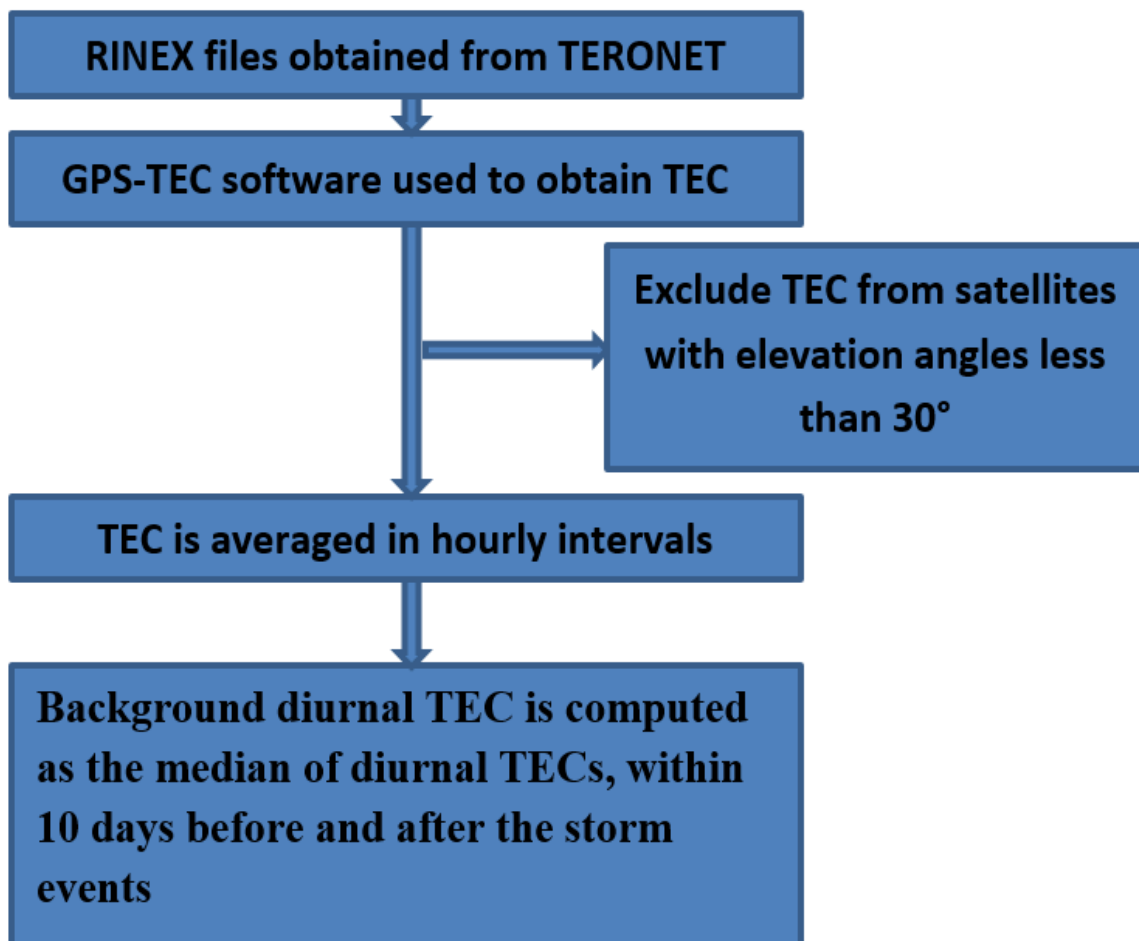 RINEX files obtained from TERONET
GPS-TEC software used to obtain TEC
Exclude TEC from satellites
with elevation angles less
than 30°
TEC is averaged in hourly intervals
Background diurnal TEC is computed
as the median of diurnal TECs, within
10 days before and after the storm
events